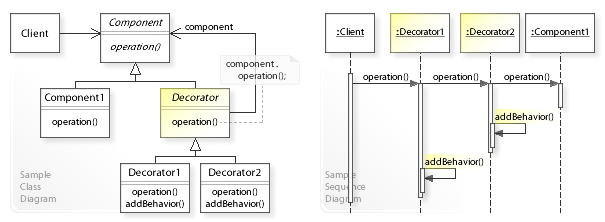 Client
Component
operation()
component
component.
operation();
Component1
operation()
Decorator
operation()
Decorator1
operation()
addBehavior()
Decorator2
operation()
addBehavior()
Sample
Class
Diagram
:Client
:Decorator1
:Decorator2
:Component1
operation()
operation()
operation()
addBehavior()
addBehavior()
Sample
Sequence
Diagram